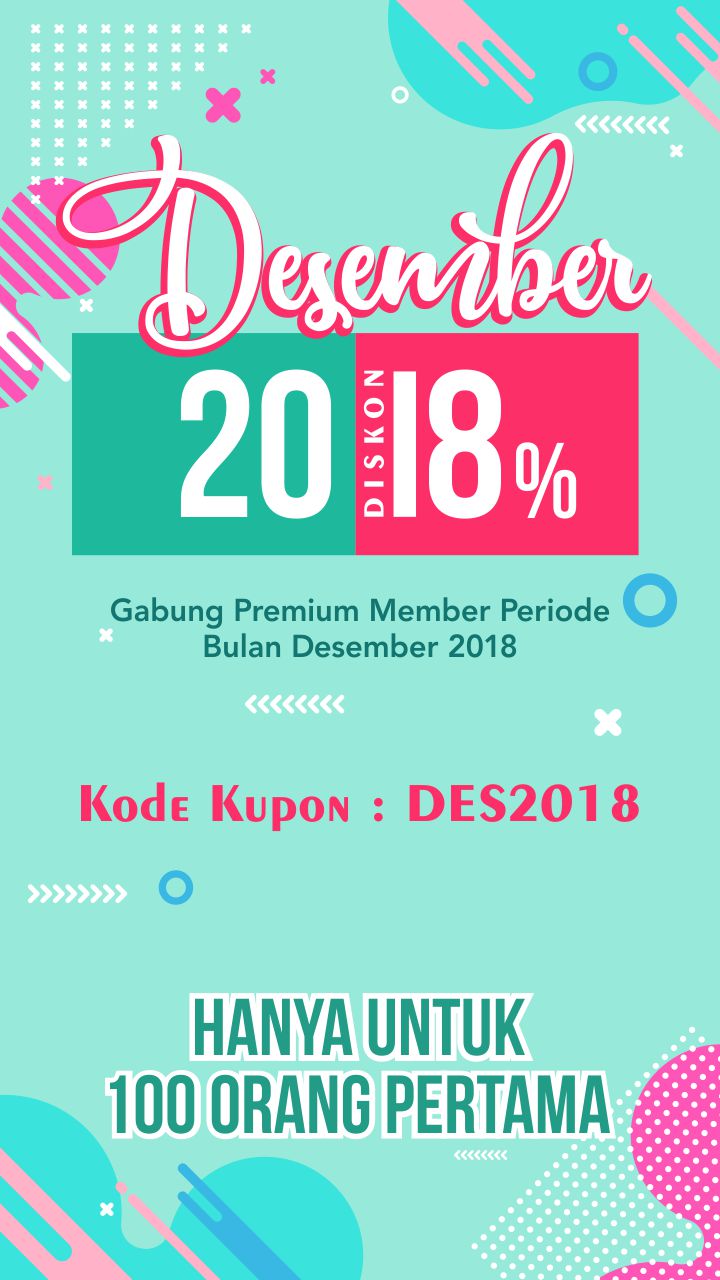 Desember
20 DISKON 18%
Gabung Premium Member Periode
Bulan Desember 2018
Kode Kupon : DES2018
HANYA UNTUK
100 ORANG PERTAMA